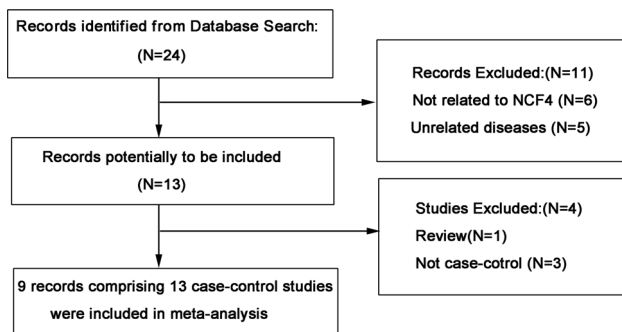 Records identified from Database Search:
(N=24)
Records Excluded:(N=11)
Not related to NCF4 (N=6)
Unrelated diseases (N=5)
Records potentially to be included
(N=13)
Studies Excluded:(N=4)
Review(N=1)
Not case-cotrol (N=3)
9 records comprising 13 case-control studies
were included in meta-analysis